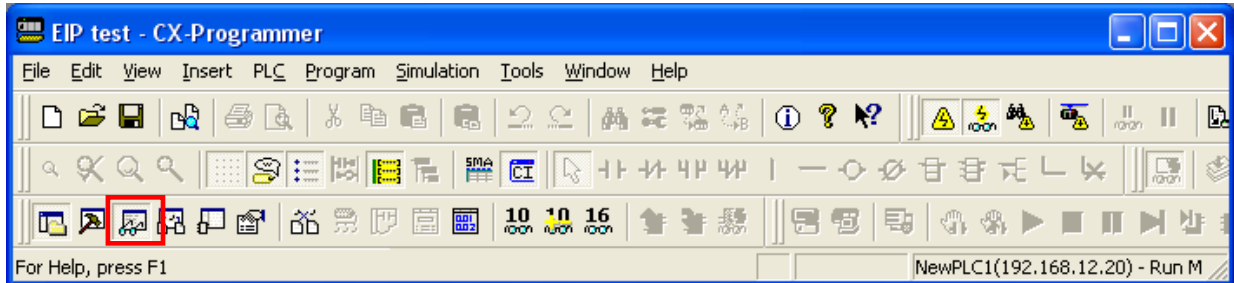 EIP test - CX-Programmer
File Edit View Insert PLC Program Simulation Tools Window Help
SMA CI
10 10 16
For Help, press F1 NewPLC1(192.168.12.20) - Run M